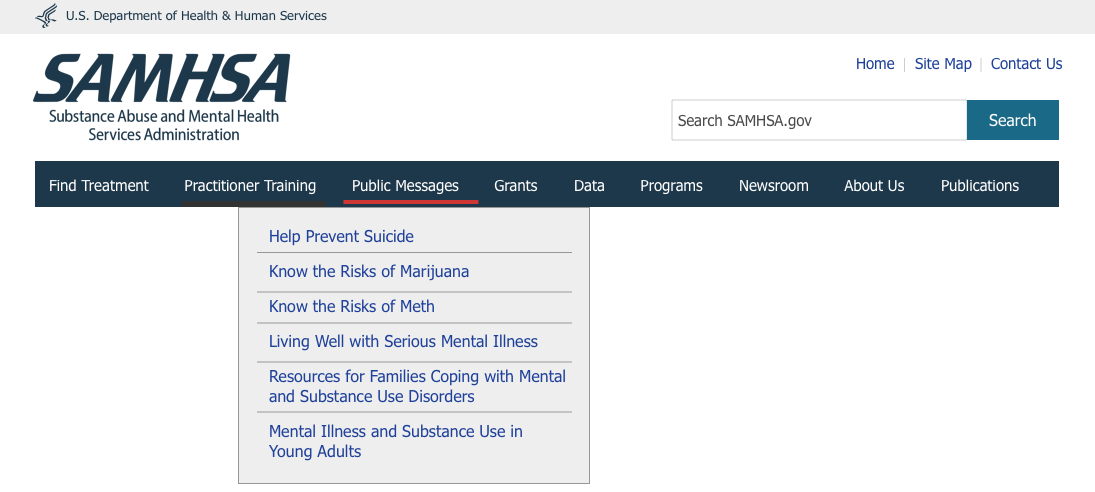 U.S. Department of Health & Human Services
SAMHSA
Substance Abuse and Mental Health
Services Administration
Home | Site Map | Contact Us
Search SAMHSA.gov Search
Find Treatment Practitioner Training Public Messages Grants Data Programs Newsroom About Us Publications
Help Prevent Suicide
Know the Risks of Marijuana
Know the Risks of Meth
Living Well with Serious Mental Illness
Resources for Families Coping with Mental
and Substance Use Disorders
Mental Illness and Substance Use in
Young Adults